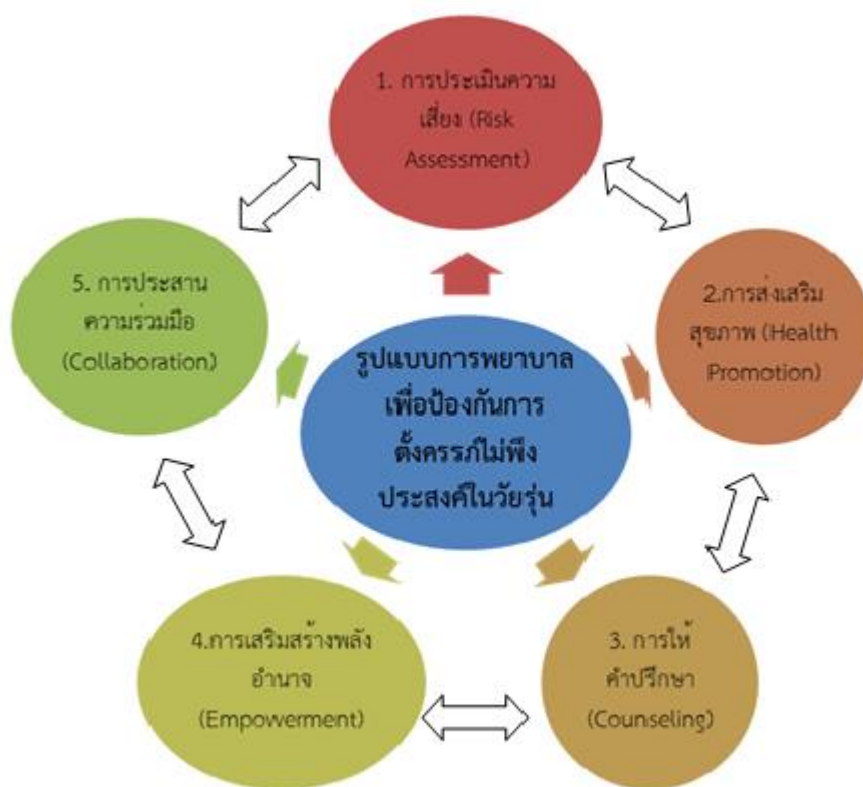 1. การประเมินความ
เสี่ยง (Risk
Assessment)
5. การประสาน
ความร่วมมือ
(Collaboration)
2.การส่งเสริม
สุขภาพ (Health
Promotion)
รูปแบบการพยาบาล
เพื่อป้องกันการ
ตั้งครรภ์ไม่พึง
ประสงค์ในวัยรุ่น
4.การเสริมสร้างพลัง
อำนาจ
(Empowerment)
3. การให้
คำปรึกษา
(Counseling)